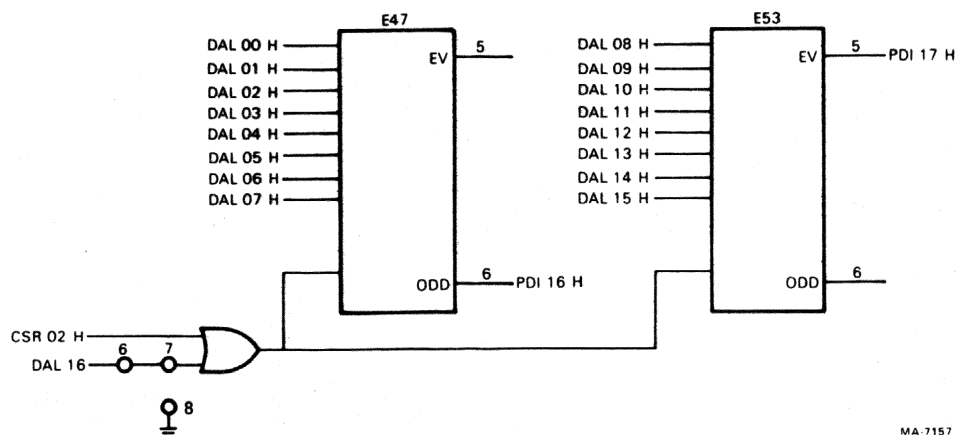 E47
DAL 00 H
DAL 01 H
DAL 02 H
DAL 03 H
DAL 04 H
DAL 05 H
DAL 06 H
DAL 07 H
EV
5
ODD
6
PDI 16 H
E53
DAL 08 H
DAL 09 H
DAL 10 H
DAL 11 H
DAL 12 H
DAL 13 H
DAL 14 H
DAL 15 H
EV
5
PDI 17 H
ODD
6
CSR 02 H
DAL 16
6
7
8
MA-7157